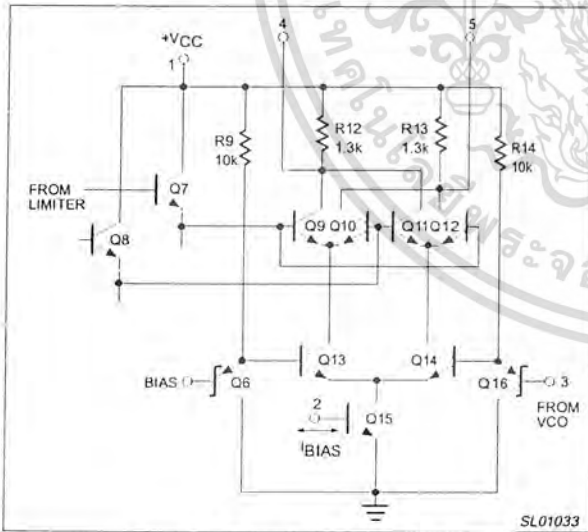 4
5
+VCC
1
R9
10k
R12
1.3k
R13
1.3k
R14
10k
FROM
LIMITER
Q7
Q8
Q9
Q10
Q11
Q12
Q13
Q14
BIAS
Q6
Q16
3
FROM
VCO
2
Q15
IBIAS
SL01033